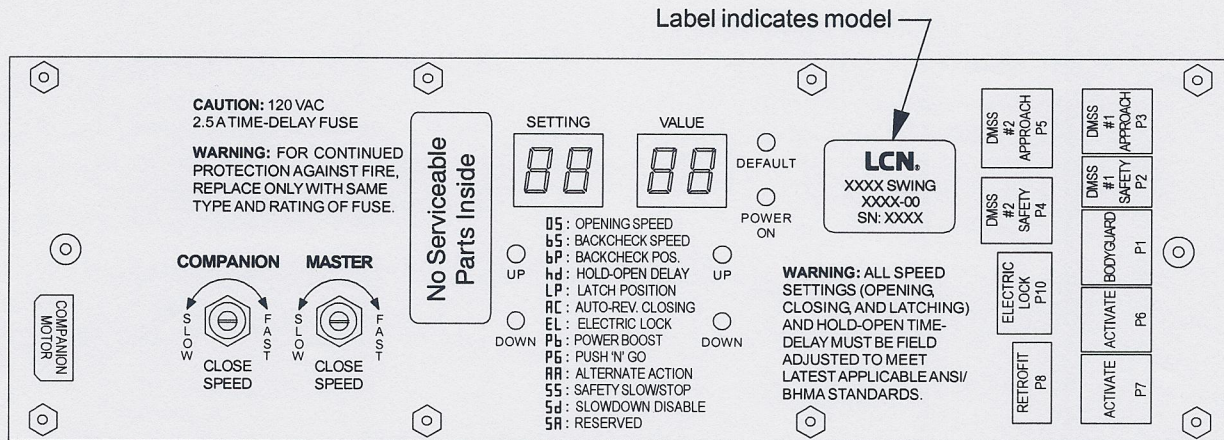 Label indicates model
CAUTION: 120 VAC
2.5 A TIME-DELAY FUSE
WARNING: FOR CONTINUED
PROTECTION AGAINST FIRE,
REPLACE ONLY WITH SAME
TYPE AND RATING OF FUSE.
COMPANION
SLOW
FAST
CLOSE
SPEED
MASTER
SLOW
FAST
CLOSE
SPEED
COMPANION
MOTOR
No Serviceable
Parts Inside
SETTING
88
VALUE
88
DEFAULT
POWER
ON
UP
DOWN
UP
DOWN
OS: OPENING SPEED
bS: BACKCHECK SPEED
bP: BACKCHECK POS.
hd: HOLD-OPEN DELAY
LP: LATCH POSITION
AC: AUTO-REV. CLOSING
EL: ELECTRIC LOCK
Pb: POWER BOOST
PG: PUSH 'N' GO
AA: ALTERNATE ACTION
SS: SAFETY SLOW/STOP
Sd: SLOWDOWN DISABLE
SA: RESERVED
LCN®
XXXX SWING
XXXX-00
SN: XXXX
WARNING: ALL SPEED
SETTINGS (OPENING,
CLOSING, AND LATCHING)
AND HOLD-OPEN TIME-
DELAY MUST BE FIELD
ADJUSTED TO MEET
LATEST APPLICABLE ANSI/
BHMA STANDARDS.
DMSS
#2
APPROACH
P5
DMSS
#2
SAFETY
P4
ELECTRIC
LOCK
P10
RETROFIT
P8
DMSS
#1
APPROACH
P3
DMSS
#1
SAFETY
P2
BODYGUARD
P1
ACTIVATE
P6
ACTIVATE
P7